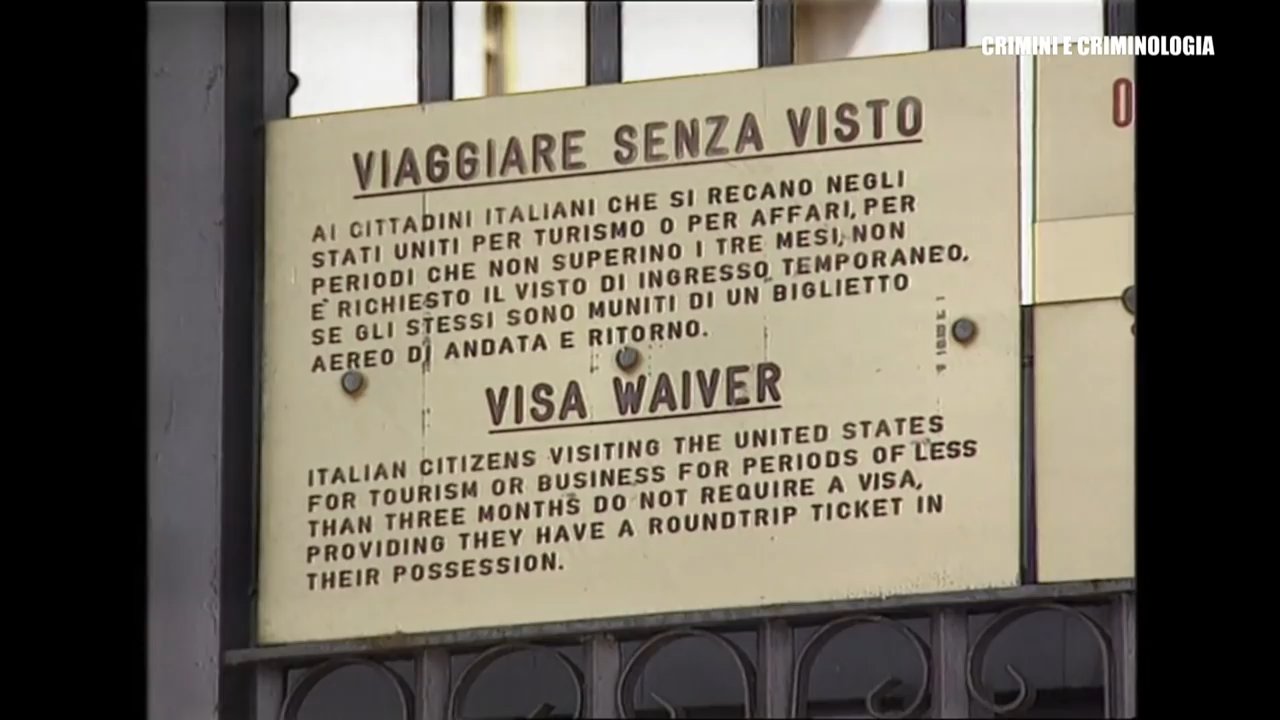 CRIMINI E CRIMINOLOGIA
VIAGGIARE SENZA VISTO
AI CITTADINI ITALIANI CHE SI RECANO NEGLI
STATI UNITI PER TURISMO O PER AFFARI, PER
PERIODI CHE NON SUPERINO I TRE MESI, NON
E' RICHIESTO IL VISTO DI INGRESSO TEMPORANEO,
SE GLI STESSI SONO MUNITI DI UN BIGLIETTO
AEREO DI ANDATA E RITORNO.
VISA WAIVER
ITALIAN CITIZENS VISITING THE UNITED STATES
FOR TOURISM OR BUSINESS FOR PERIODS OF LESS
THAN THREE MONTHS DO NOT REQUIRE A VISA,
PROVIDING THEY HAVE A ROUNDTRIP TICKET IN
THEIR POSSESSION.